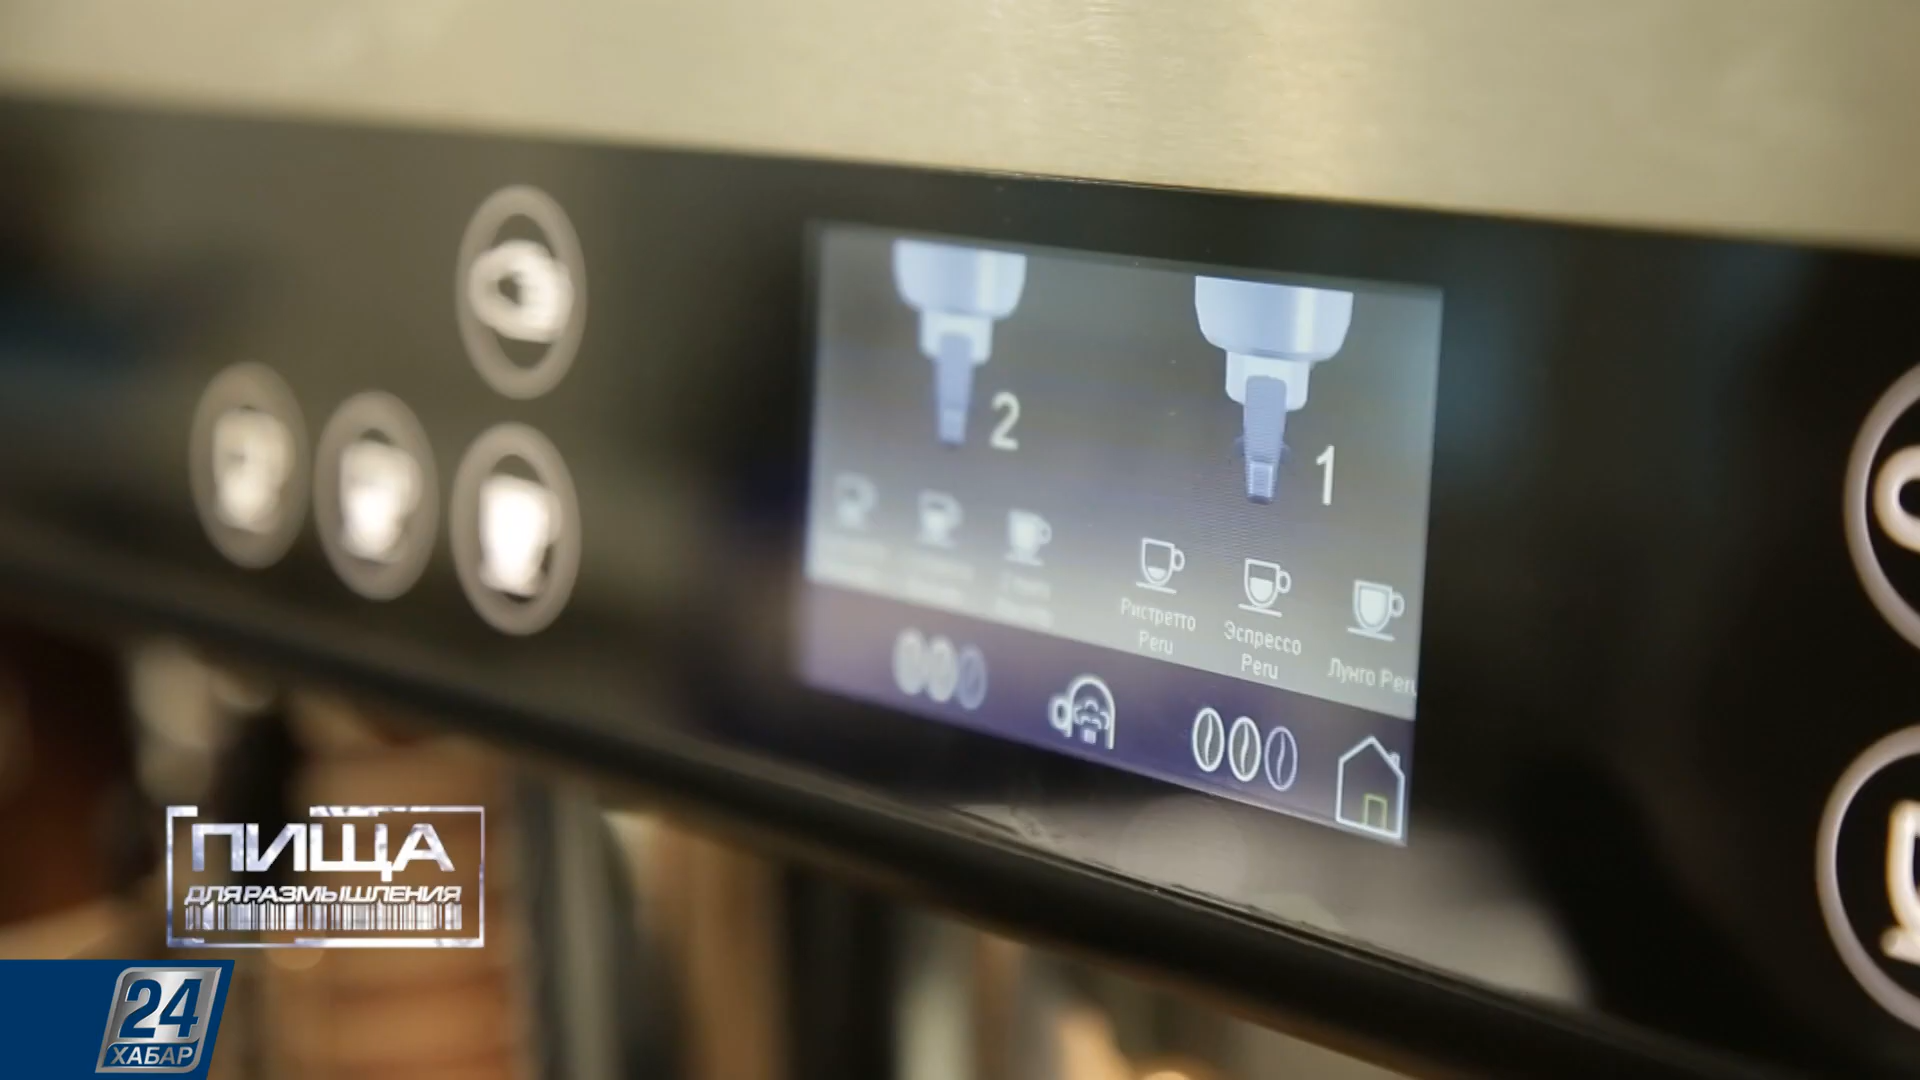 2
1
Ристретто
Peru
Эспрессо
Peru
Лунго Peru
ПИЩА
ДЛЯ РАЗМЫШЛЕНИЯ
24
ХАБАР